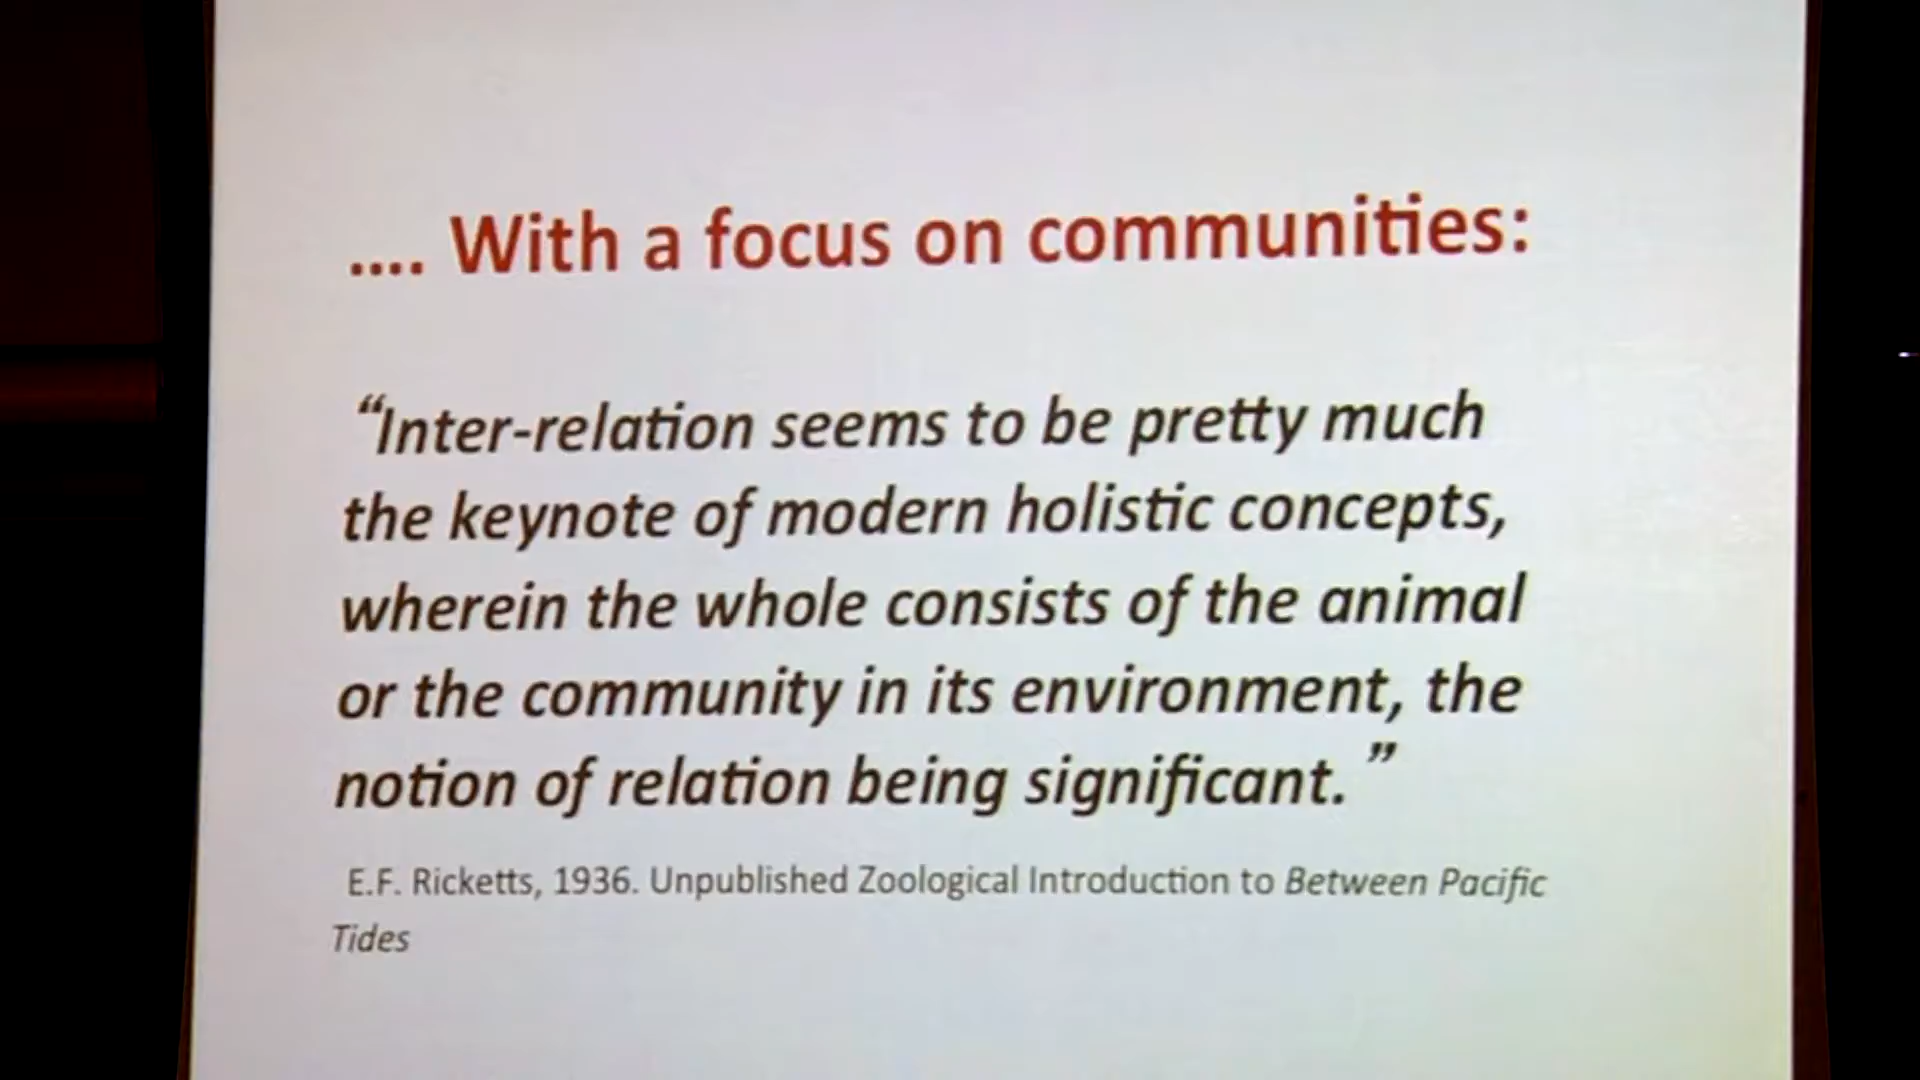 .... With a focus on communities:
“Inter-relation seems to be pretty much
the keynote of modern holistic concepts,
wherein the whole consists of the animal
or the community in its environment, the
notion of relation being significant. ”
E.F. Ricketts, 1936. Unpublished Zoological Introduction to Between Pacific
Tides